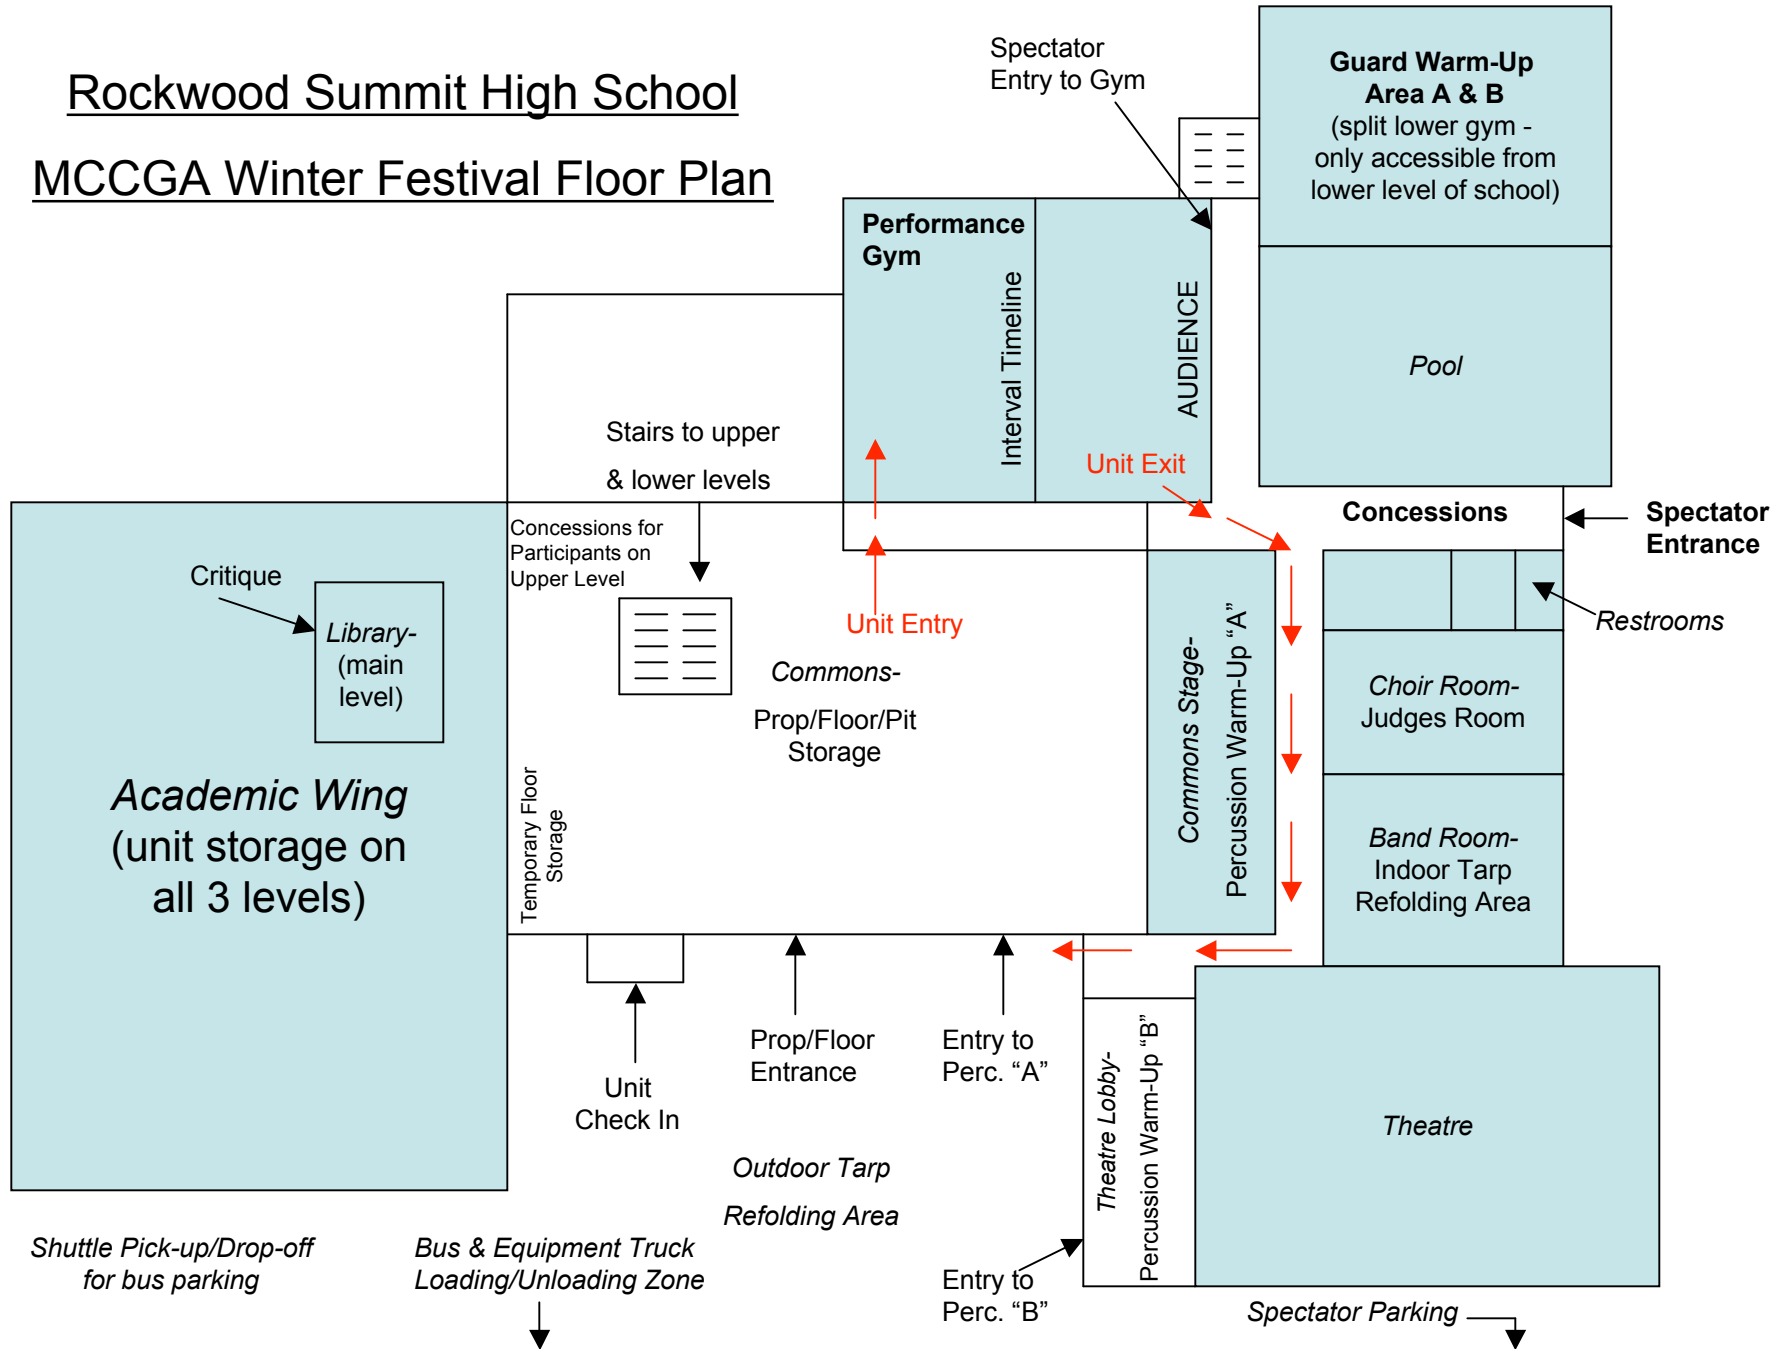 Rockwood Summit High School
MCCGA Winter Festival Floor Plan
Spectator
Entry to Gym
Guard Warm-Up
Area A & B
(split lower gym -
only accessible from
lower level of school)
Performance
Gym
Interval Timeline
AUDIENCE
Pool
Stairs to upper
& lower levels
Unit Exit
Concessions
Spectator
Entrance
Concessions for
Participants on
Upper Level
Critique
Library-
(main
level)
Unit Entry
Restrooms
Commons-
Prop/Floor/Pit
Storage
Commons Stage-
Percussion Warm-Up “A”
Choir Room-
Judges Room
Academic Wing
(unit storage on
all 3 levels)
Temporary Floor
Storage
Band Room-
Indoor Tarp
Refolding Area
Unit
Check In
Prop/Floor
Entrance
Entry to
Perc. “A”
Theatre Lobby-
Percussion Warm-Up “B”
Theatre
Outdoor Tarp
Refolding Area
Shuttle Pick-up/Drop-off
for bus parking
Bus & Equipment Truck
Loading/Unloading Zone
Entry to
Perc. “B”
Spectator Parking